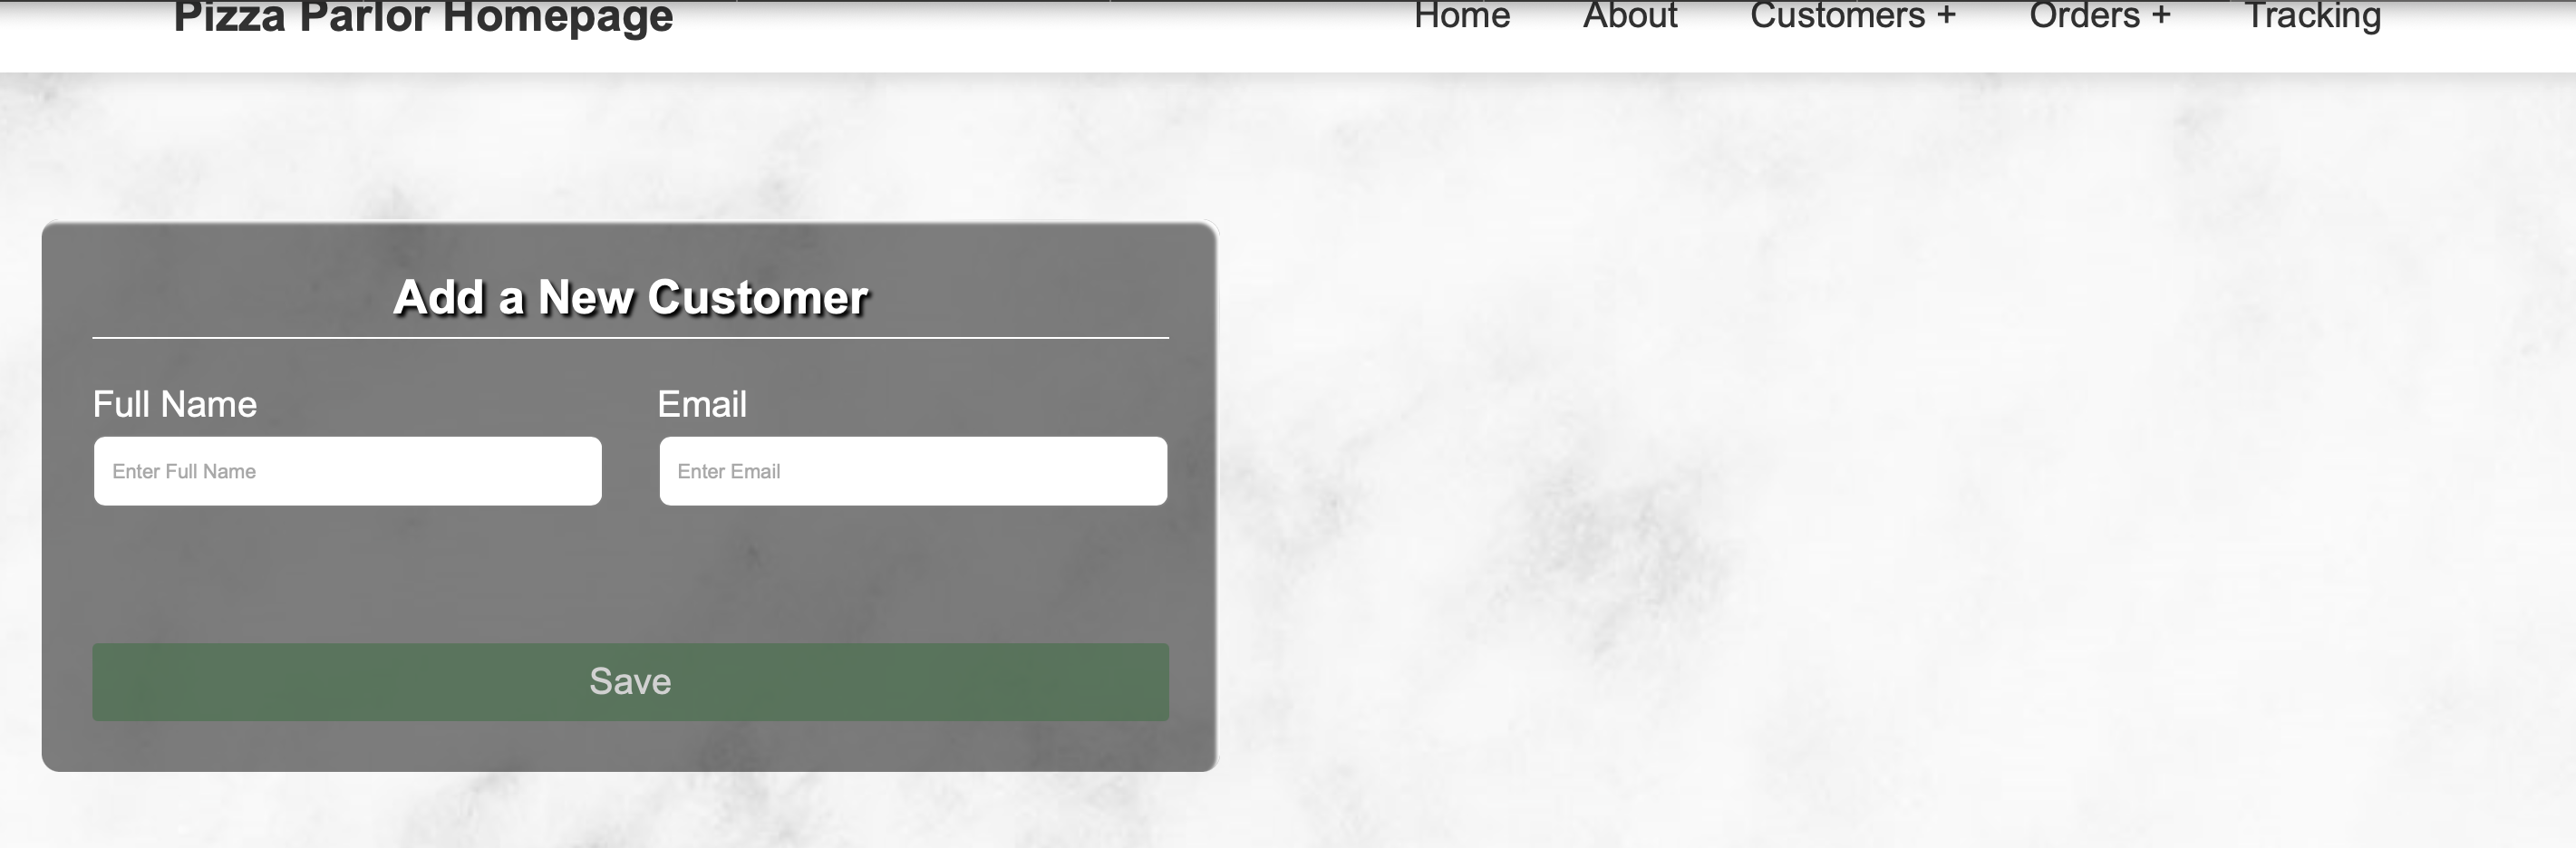 Pizza Parlor Homepage Home About Customers + Orders + Tracking
Add a New Customer
Full Name Email
Enter Full Name Enter Email
Save